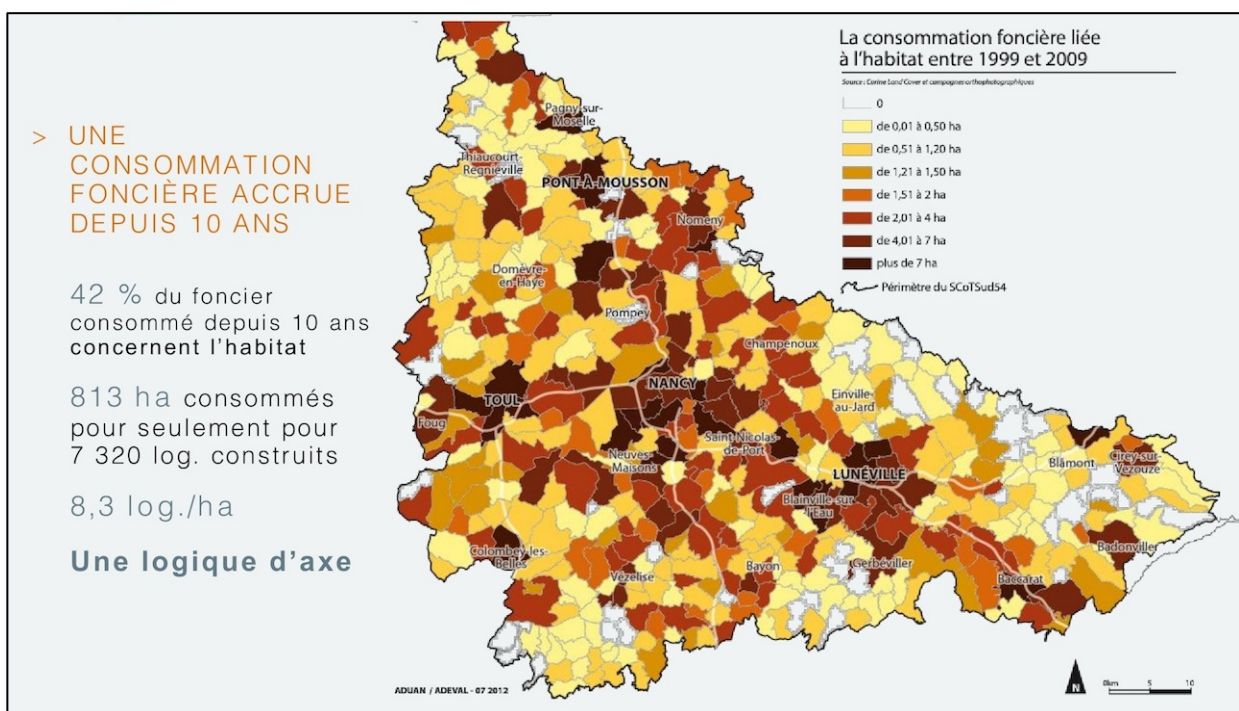 > UNE
CONSOMMATION
FONCIÈRE ACCRUE
DEPUIS 10 ANS
42 % du foncier
consommé depuis 10 ans
concernent l'habitat
813 ha consommés
pour seulement pour
7 320 log. construits
8,3 log./ha
Une logique d'axe
La consommation foncière liée
à l'habitat entre 1999 et 2009
Source : Corine Land Cover et campagnes orthophotographiques
0
de 0,01 à 0,50 ha
de 0,51 à 1,20 ha
de 1,21 à 1,50 ha
de 1,51 à 2 ha
de 2,01 à 4 ha
de 4,01 à 7 ha
plus de 7 ha
Périmètre du SCoTSud54
Pagny-sur-
Moselle
Thiaucourt-
Regniéville
PONT-À-MOUSSON
Nomeny
Domèvre-
en-Haye
Pompey
Champenoux
NANCY
TOUL
Foug
Einville-
au-Jard
Saint-Nicolas-
de-Port
Neuves-
Maisons
LUNÉVILLE
Blâmont
Cirey-sur-
Vezouze
Blainville-sur-
l'Eau
Badonviller
Colombey-les-
Belles
Vézelise
Bayon
Gerbéviller
Baccarat
ADUAN / ADEVAL - 07 2012
N
0km 5 10